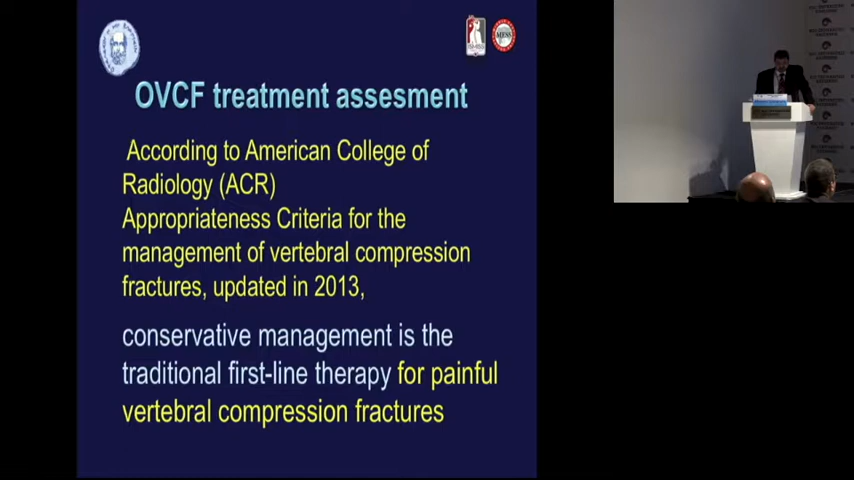 OVCF treatment assesment
According to American College of
Radiology (ACR)
Appropriateness Criteria for the
management of vertebral compression
fractures, updated in 2013,
conservative management is the
traditional first-line therapy for painful
vertebral compression fractures